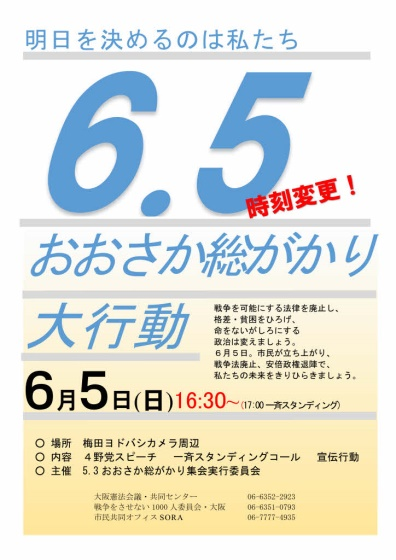 明日を決めるのは私たち
6.5
時刻変更！
おおさか総がかり
大行動
戦争を可能にする法律を廃止し、
格差・貧困をひろげ、
命をないがしろにする
政治は変えましょう。
６月５日。市民が立ち上がり、
戦争法廃止、安倍政権退陣で、
私たちの未来をきりひらきましょう。
6月5日(日)16:30～(17:00 一斉スタンディング)
〇 場所 梅田ヨドバシカメラ周辺
〇 内容 ４野党スピーチ 一斉スタンディングコール 宣伝行動
〇 主催 5.3おおさか総がかり集会実行委員会
大阪憲法会議・共同センター 06-6352-2923
戦争をさせない1000人委員会・大阪 06-6351-0793
市民共同オフィス SORA 06-7777-4935